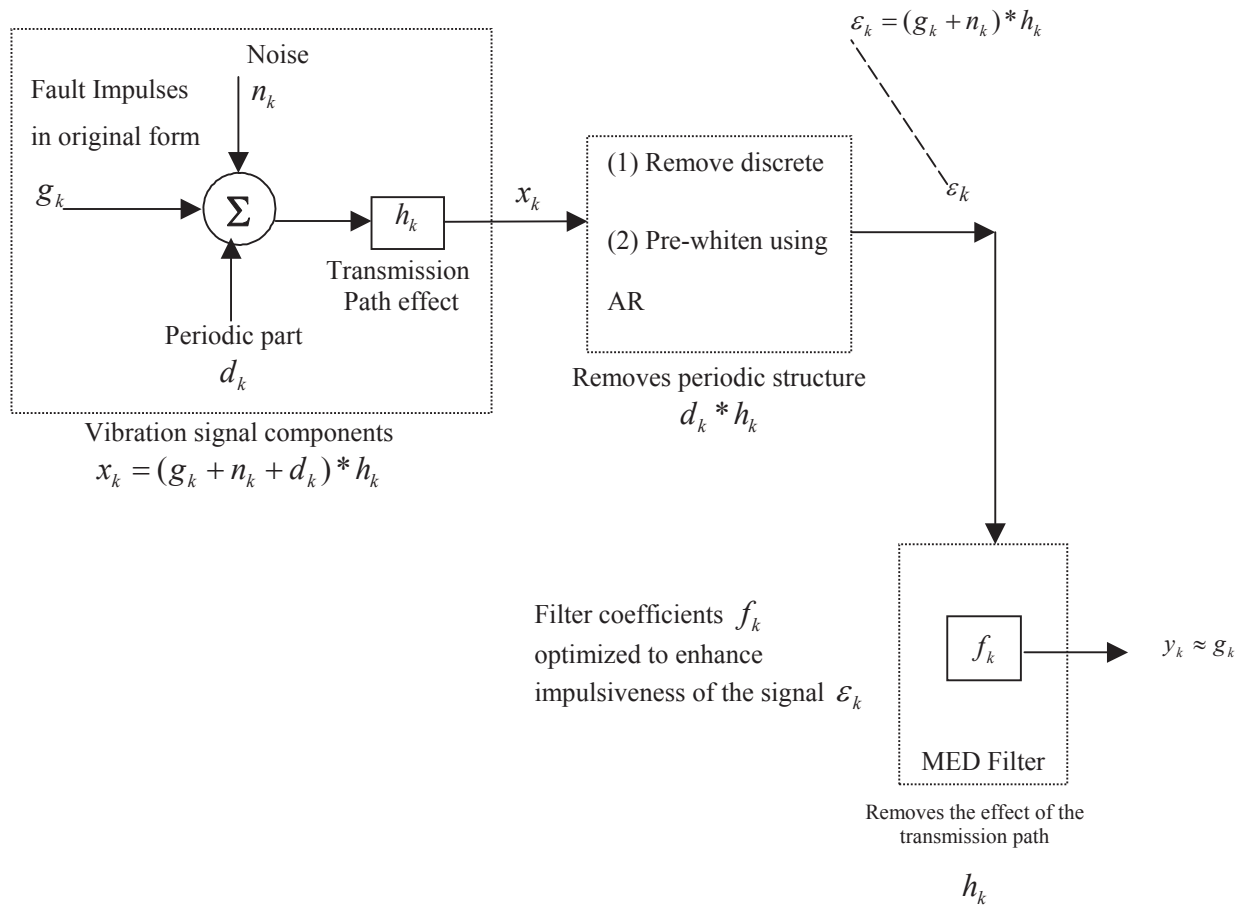 Noise
n_k
Fault Impulses
in original form
g_k
Σ
h_k
Transmission
Path effect
Periodic part
d_k
Vibration signal components
x_k = (g_k + n_k + d_k) * h_k
x_k
(1) Remove discrete
(2) Pre-whiten using
AR
Removes periodic structure
d_k * h_k
ε_k = (g_k + n_k) * h_k
ε_k
Filter coefficients f_k
optimized to enhance
impulsiveness of the signal ε_k
f_k
MED Filter
y_k ≈ g_k
Removes the effect of the
transmission path
h_k